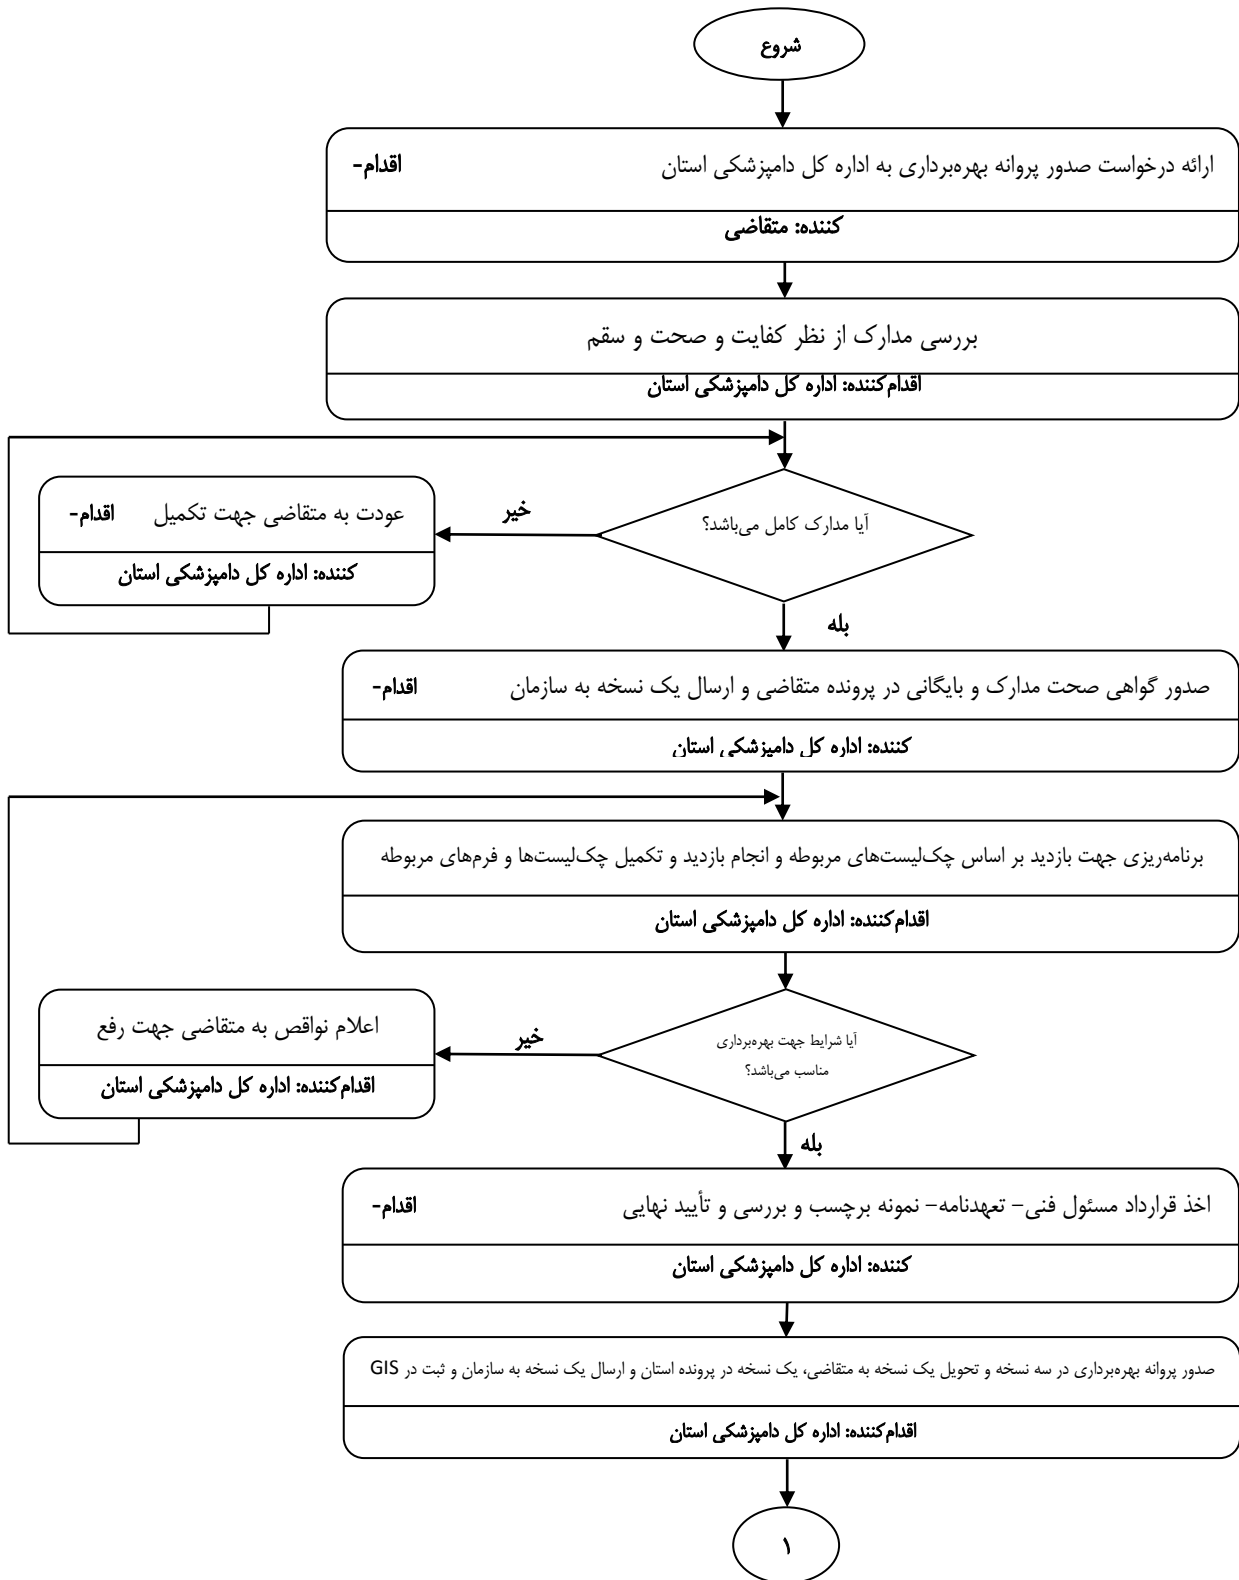 شروع
ارائه درخواست صدور پروانه بهره‌برداری به اداره کل دامپزشکی استان اقدام-
کننده: متقاضی
بررسی مدارک از نظر کفایت و صحت و سقم
اقدام‌کننده: اداره کل دامپزشکی استان
آیا مدارک کامل می‌باشد؟
خیر
عودت به متقاضی جهت تکمیل اقدام-
کننده: اداره کل دامپزشکی استان
بله
صدور گواهی صحت مدارک و بایگانی در پرونده متقاضی و ارسال یک نسخه به سازمان اقدام-
کننده: اداره کل دامپزشکی استان
برنامه‌ریزی جهت بازدید بر اساس چک‌لیست‌های مربوطه و انجام بازدید و تکمیل چک‌لیست‌ها و فرم‌های مربوطه
اقدام‌کننده: اداره کل دامپزشکی استان
آیا شرایط جهت بهره‌برداری
مناسب می‌باشد؟
خیر
اعلام نواقص به متقاضی جهت رفع
اقدام‌کننده: اداره کل دامپزشکی استان
بله
اخذ قرارداد مسئول فنی– تعهدنامه– نمونه برچسب و بررسی و تأیید نهایی اقدام-
کننده: اداره کل دامپزشکی استان
صدور پروانه بهره‌برداری در سه نسخه و تحویل یک نسخه به متقاضی، یک نسخه در پرونده استان و ارسال یک نسخه به سازمان و ثبت در GIS
اقدام‌کننده: اداره کل دامپزشکی استان
۱